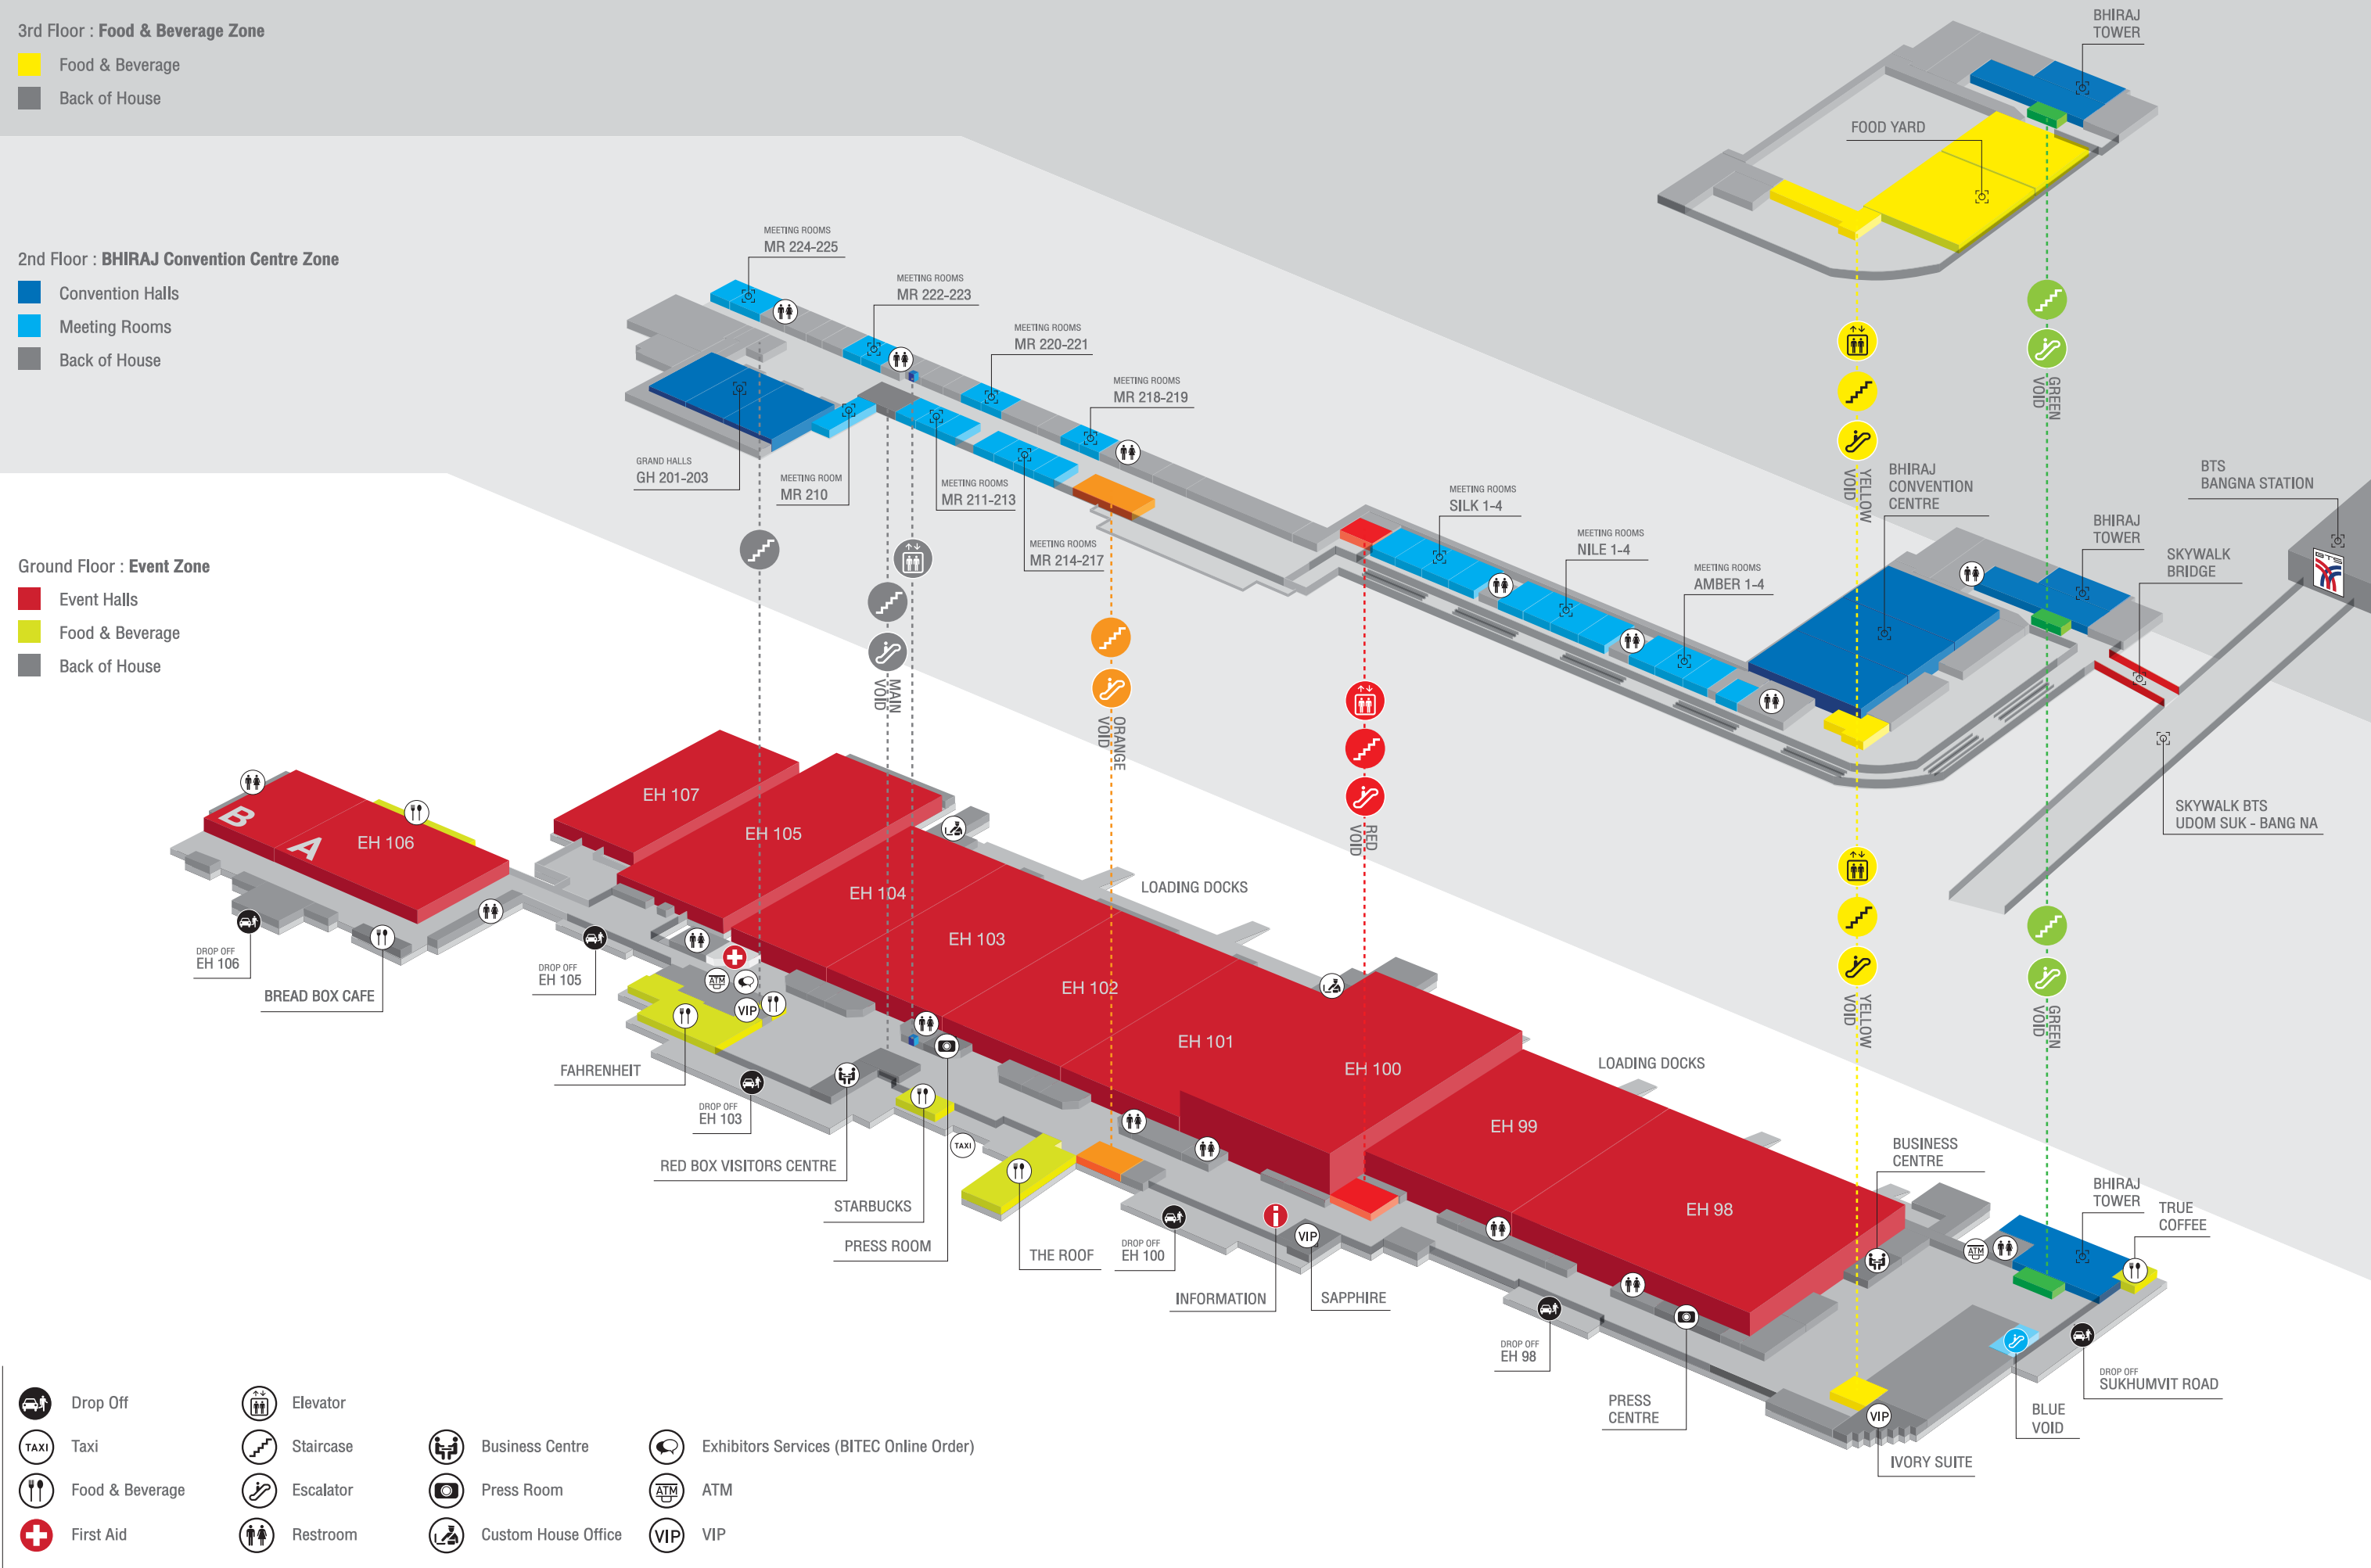 3rd Floor : Food & Beverage Zone
Food & Beverage
Back of House
2nd Floor : BHIRAJ Convention Centre Zone
Convention Halls
Meeting Rooms
Back of House
Ground Floor : Event Zone
Event Halls
Food & Beverage
Back of House
BHIRAJ
TOWER
FOOD YARD
GREEN
VOID
YELLOW
VOID
MEETING ROOMS
MR 224-225
MEETING ROOMS
MR 222-223
MEETING ROOMS
MR 220-221
MEETING ROOMS
MR 218-219
GRAND HALLS
GH 201-203
MEETING ROOM
MR 210
MEETING ROOMS
MR 211-213
MEETING ROOMS
MR 214-217
MEETING ROOMS
SILK 1-4
MEETING ROOMS
NILE 1-4
MEETING ROOMS
AMBER 1-4
BHIRAJ
CONVENTION
CENTRE
BHIRAJ
TOWER
SKYWALK
BRIDGE
BTS
BANGNA STATION
BTS
SKYWALK BTS
UDOM SUK - BANG NA
MAIN
VOID
ORANGE
VOID
RED
VOID
YELLOW
VOID
GREEN
VOID
B
A
EH 106
EH 107
EH 105
EH 104
EH 103
EH 102
EH 101
EH 100
EH 99
EH 98
LOADING DOCKS
LOADING DOCKS
DROP OFF
EH 106
BREAD BOX CAFE
DROP OFF
EH 105
ATM
VIP
FAHRENHEIT
DROP OFF
EH 103
RED BOX VISITORS CENTRE
STARBUCKS
PRESS ROOM
TAXI
THE ROOF
DROP OFF
EH 100
INFORMATION
VIP
SAPPHIRE
DROP OFF
EH 98
PRESS
CENTRE
BUSINESS
CENTRE
ATM
BHIRAJ
TOWER
TRUE
COFFEE
DROP OFF
SUKHUMVIT ROAD
BLUE
VOID
VIP
IVORY SUITE
Drop Off
TAXI
Taxi
Food & Beverage
First Aid
Elevator
Staircase
Escalator
Restroom
Business Centre
Press Room
Custom House Office
Exhibitors Services (BITEC Online Order)
ATM
ATM
VIP
VIP